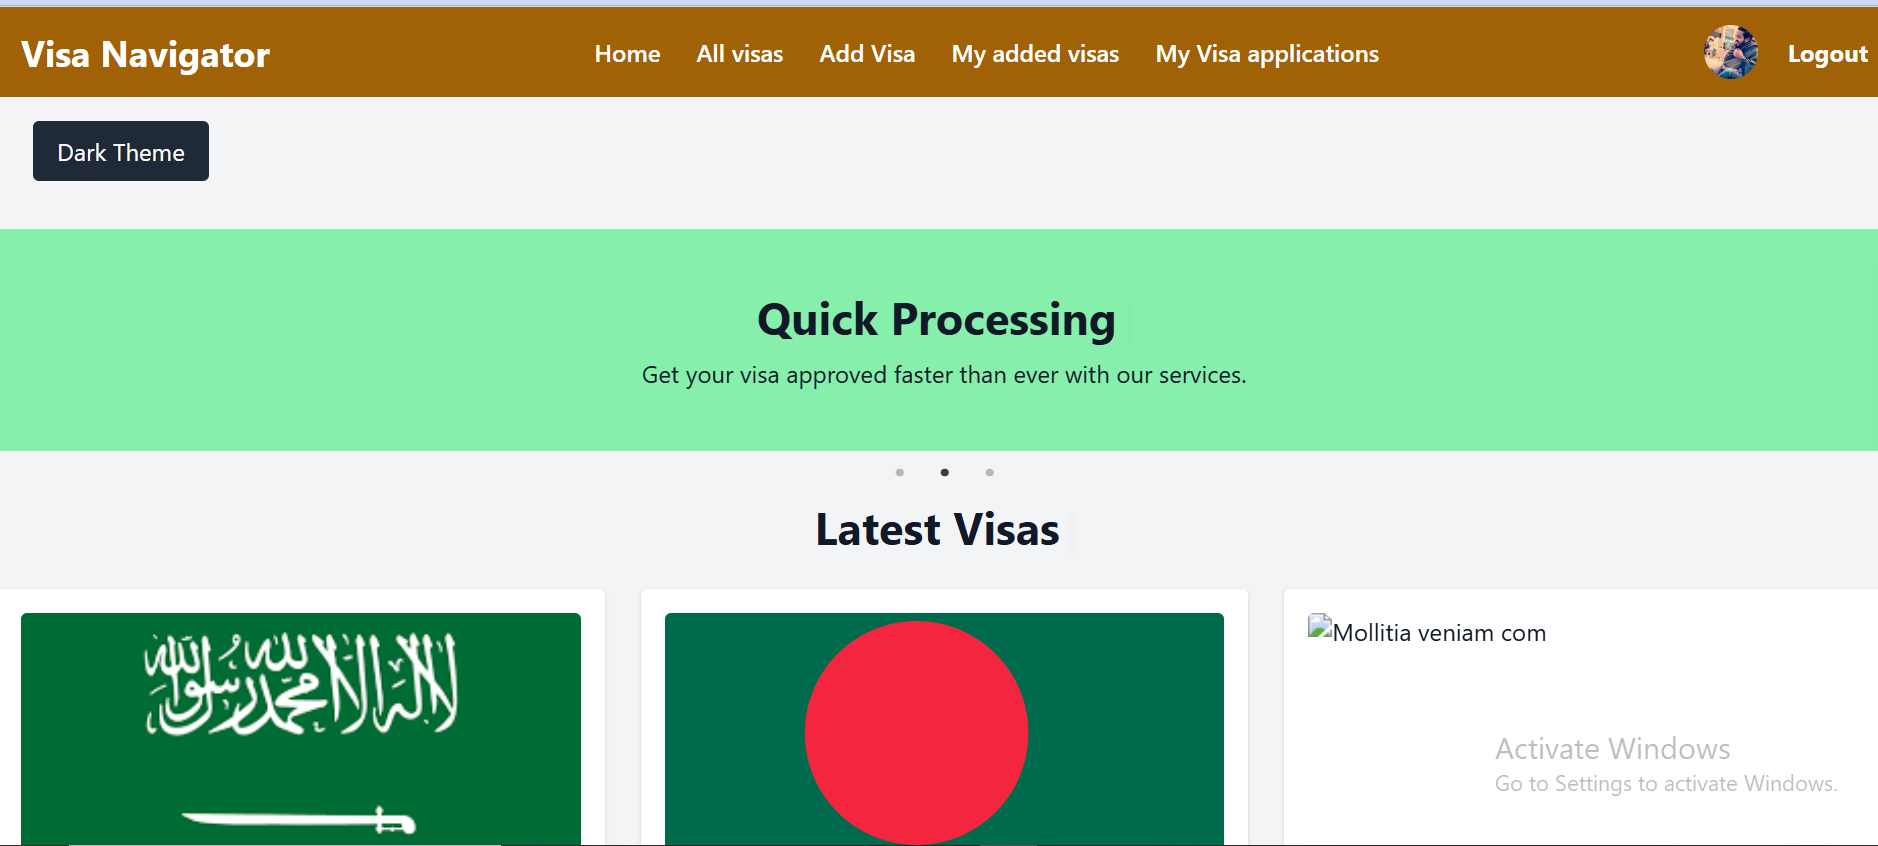 Visa Navigator
Home All visas Add Visa My added visas My Visa applications
Logout
Dark Theme
Quick Processing
Get your visa approved faster than ever with our services.
Latest Visas
لا إله إلا الله محمد رسول الله
Mollitia veniam com
Activate Windows
Go to Settings to activate Windows.